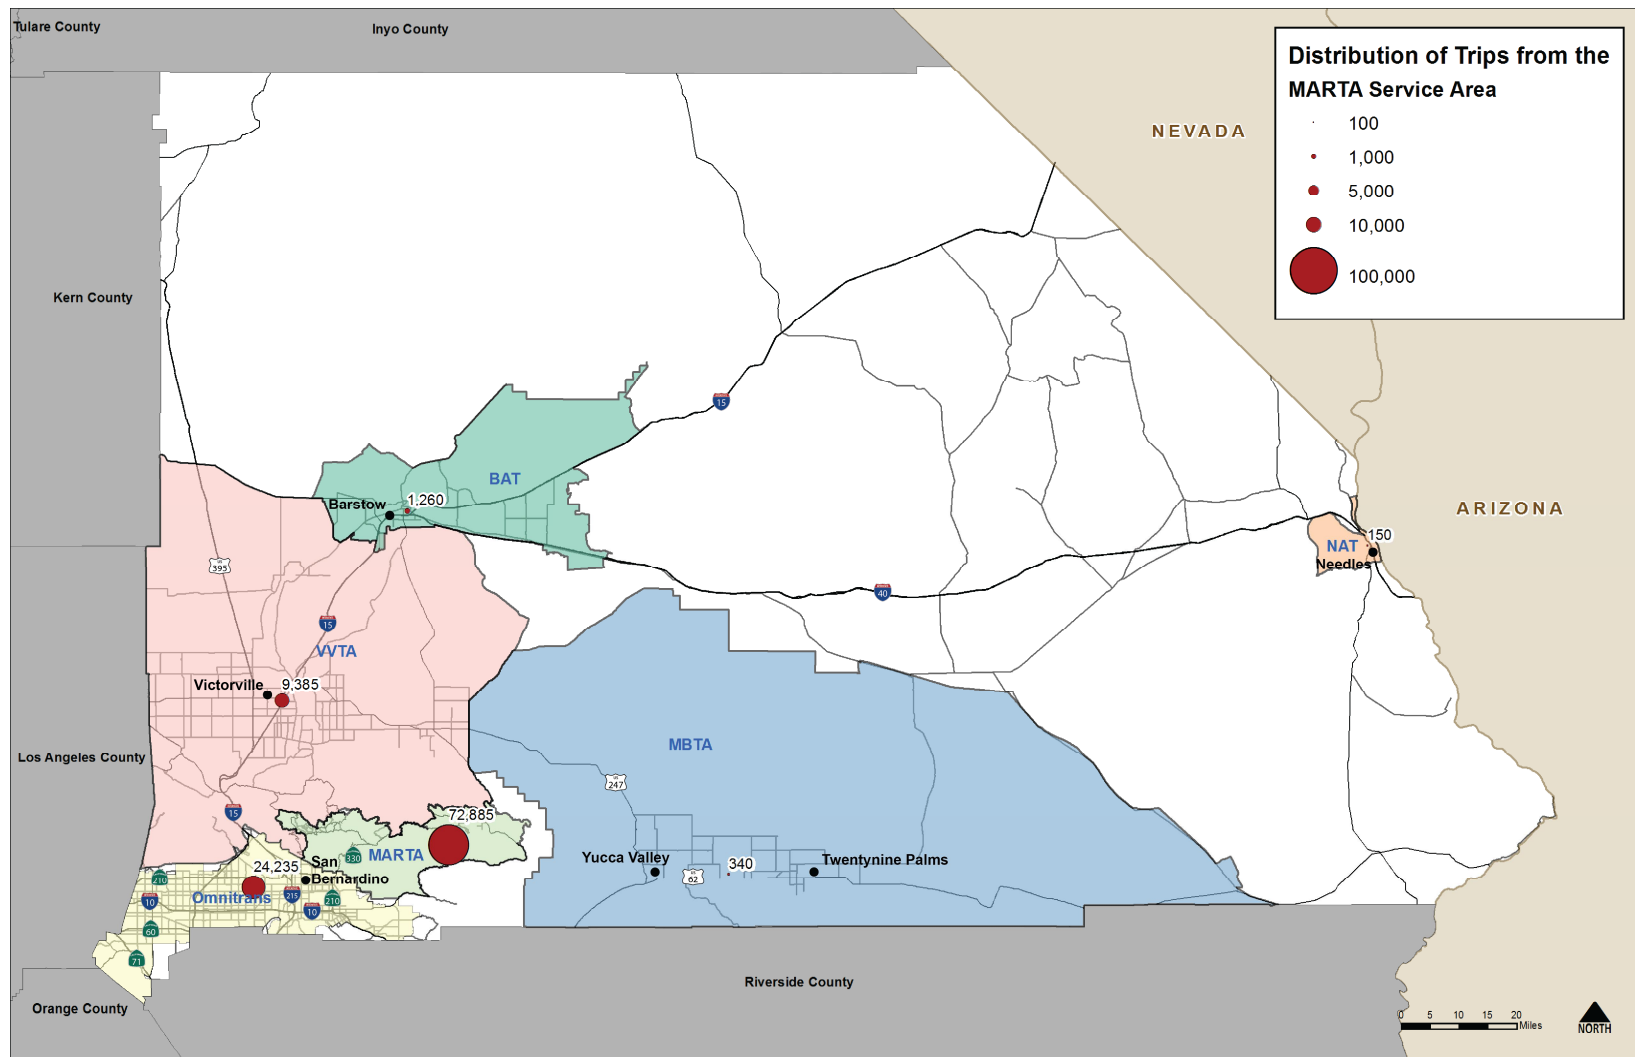 Tulare County
Inyo County
Distribution of Trips from the
MARTA Service Area
100
1,000
5,000
10,000
100,000
NEVADA
Kern County
15
BAT
Barstow
1,260
ARIZONA
150
NAT
Needles
US
395
40
15
VVTA
Victorville
9,385
MBTA
Los Angeles County
US
247
15
72,885
MARTA
330
San
Bernardino
24,235
Omnitrans
210
10
215
210
10
60
71
Yucca Valley
US
62
340
Twentynine Palms
Riverside County
Orange County
0 5 10 15 20
Miles
NORTH